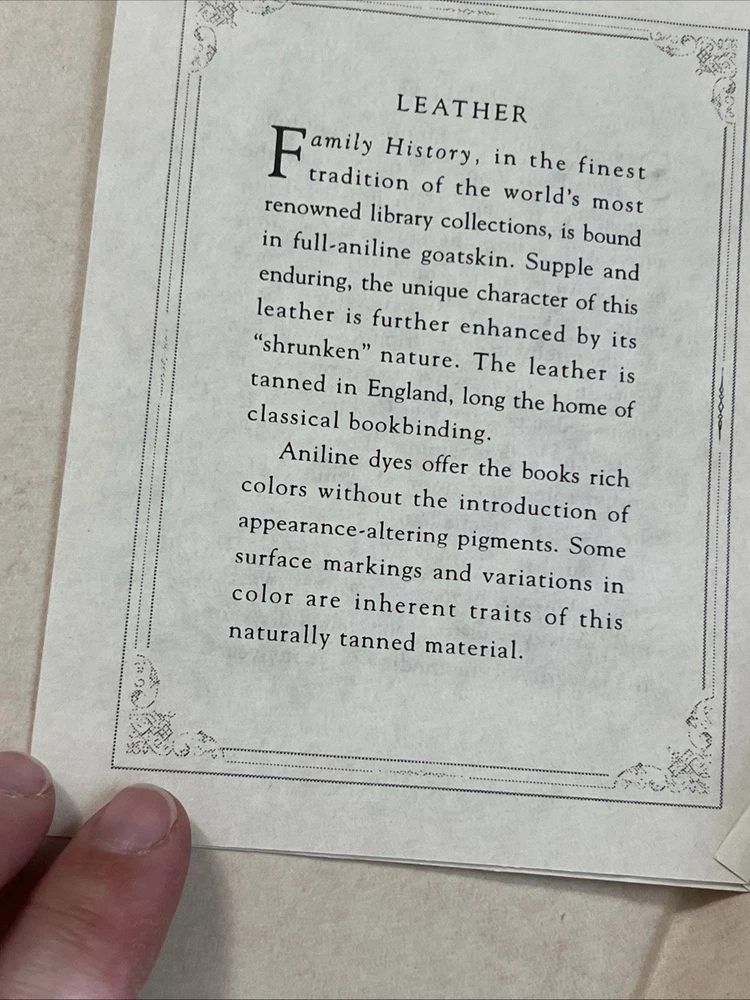 LEATHER
Family History, in the finest
tradition of the world's most
renowned library collections, is bound
in full-aniline goatskin. Supple and
enduring, the unique character of this
leather is further enhanced by its
“shrunken” nature. The leather is
tanned in England, long the home of
classical bookbinding.
Aniline dyes offer the books rich
colors without the introduction of
appearance-altering pigments. Some
surface markings and variations in
color are inherent traits of this
naturally tanned material.